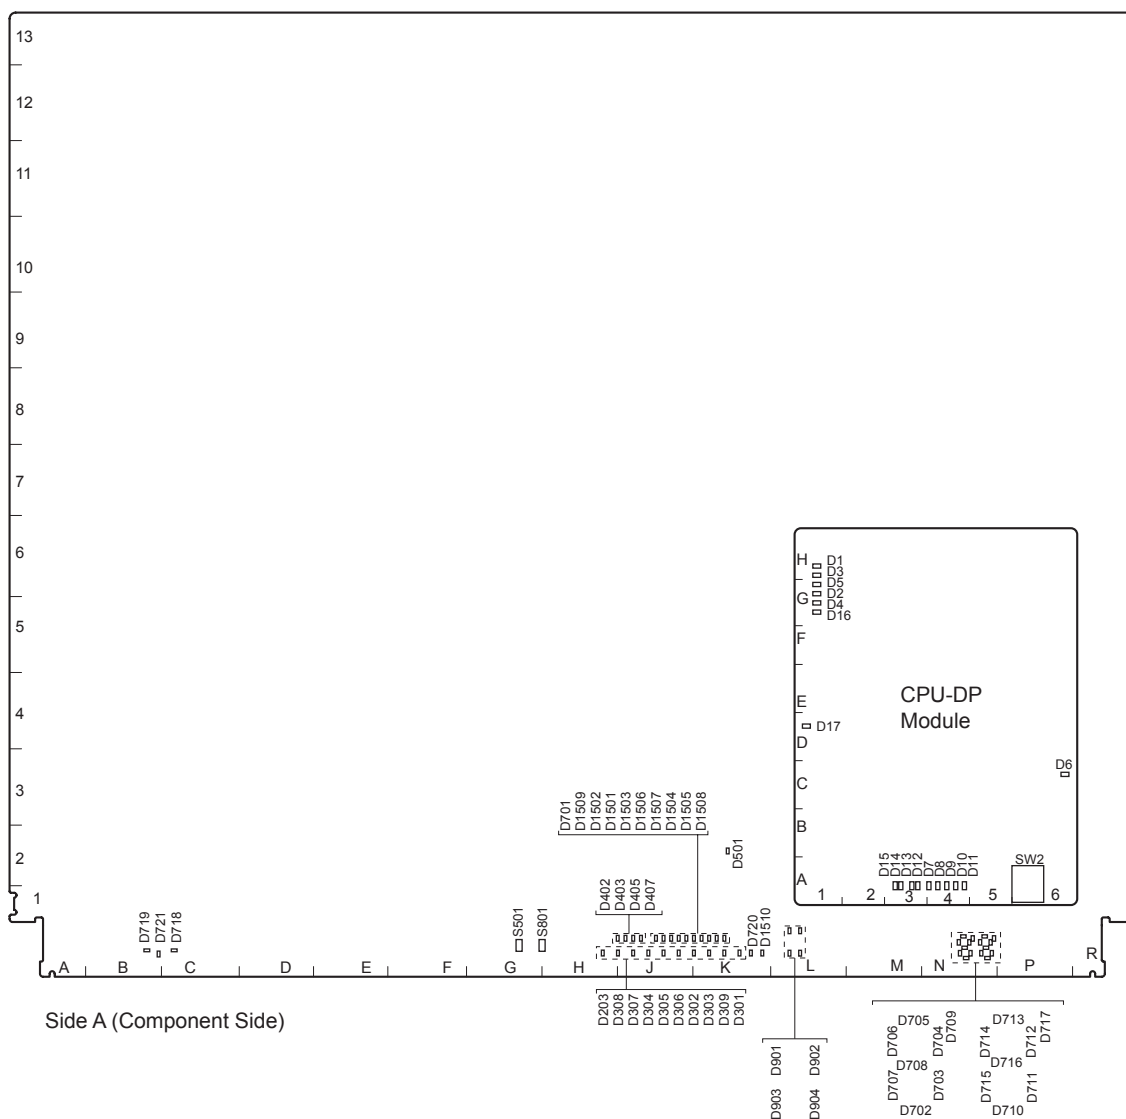 13
12
11
10
9
8
7
6
5
4
3
2
1
H
G
F
E
D
C
B
A
D1
D3
D5
D2
D4
D16
CPU-DP
Module
D17
D6
D15
D14
D13
D12
D7
D8
D9
D10
D11
SW2
1 2 3 4 5 6
D701
D1509
D1502
D1501
D1503
D1506
D1507
D1504
D1505
D1508
D501
D402
D403
D405
D407
D719
D721
D718
S501
S801
D720
D1510
A B C D E F G H J K L M N P R
Side A (Component Side)
D203
D308
D307
D304
D305
D306
D302
D303
D309
D301
D901
D902
D903
D904
D705
D706
D704
D709
D708
D707
D703
D702
D713
D714
D712
D717
D716
D715
D711
D710